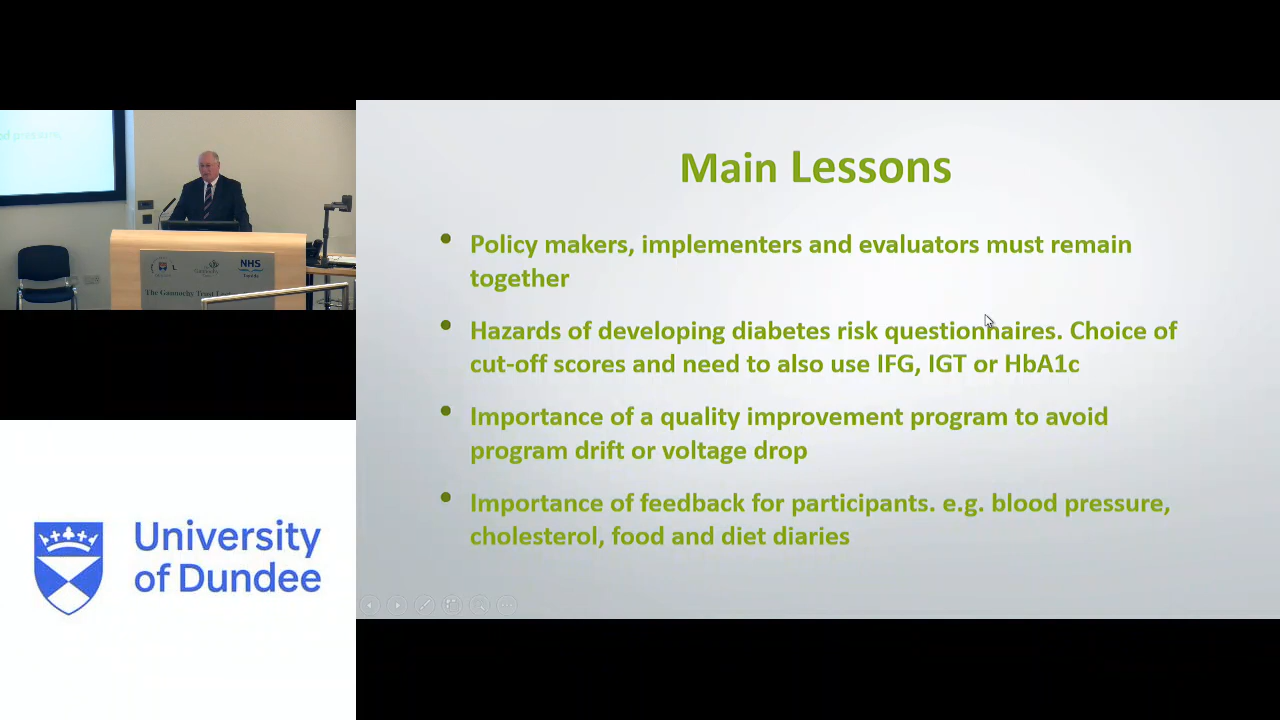 Main Lessons
Policy makers, implementers and evaluators must remain
together
Hazards of developing diabetes risk questionnaires. Choice of
cut-off scores and need to also use IFG, IGT or HbA1c
Importance of a quality improvement program to avoid
program drift or voltage drop
Importance of feedback for participants. e.g. blood pressure,
cholesterol, food and diet diaries
NHS
The Gannochy Trust
University
of Dundee